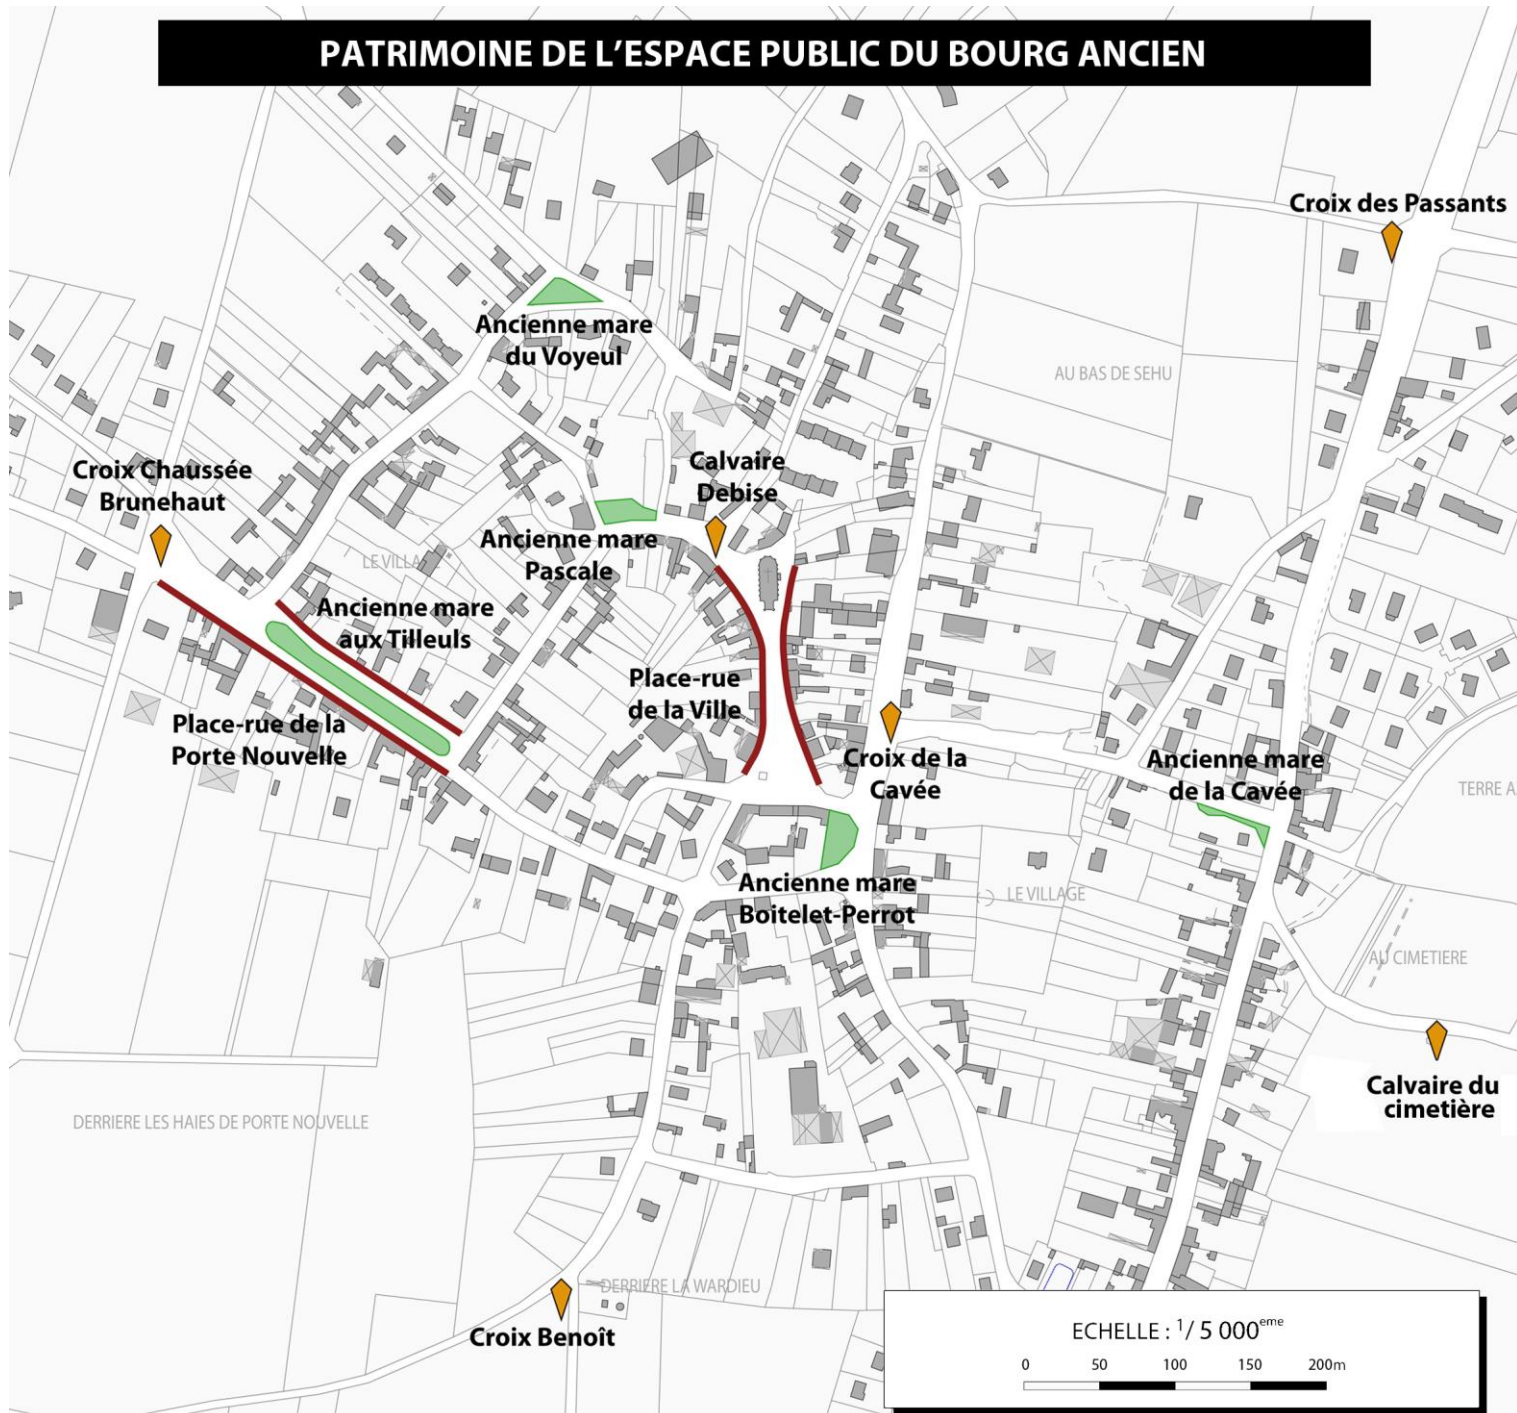 PATRIMOINE DE L’ESPACE PUBLIC DU BOURG ANCIEN
Croix des Passants
Ancienne mare
du Voyeul
AU BAS DE SEHU
Croix Chaussée
Brunehaut
Calvaire
Debise
Ancienne mare
Pascale
LE VILLAGE
Ancienne mare
aux Tilleuls
Place-rue
de la Ville
Place-rue de la
Porte Nouvelle
Croix de la
Cavée
Ancienne mare
de la Cavée
TERRE A
Ancienne mare
Boitelet-Perrot
LE VILLAGE
AU CIMETIERE
Calvaire du
cimetière
DERRIERE LES HAIES DE PORTE NOUVELLE
DERRIERE LA WARDIEU
Croix Benoît
ECHELLE : 1/ 5 000eme
0 50 100 150 200m